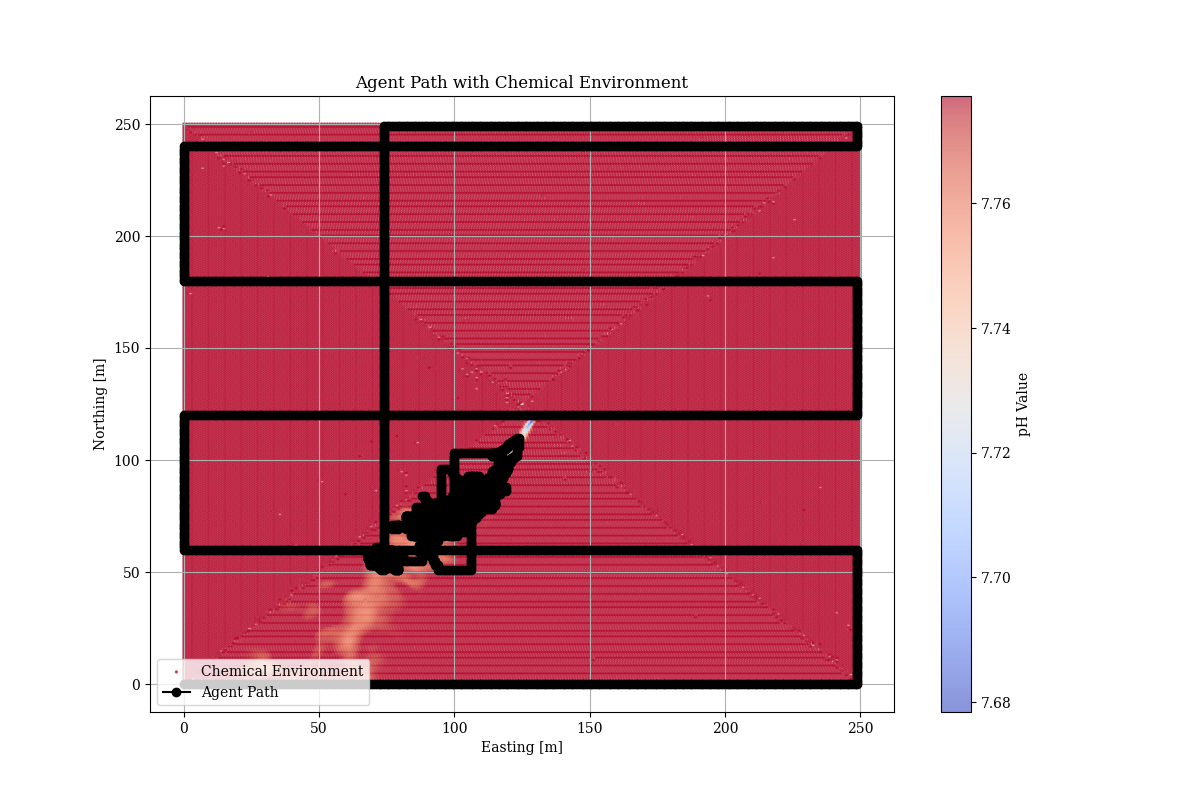 Agent Path with Chemical Environment
250
200
150
100
50
0
Northing [m]
0
50
100
150
200
250
Easting [m]
Chemical Environment
Agent Path
7.76
7.74
7.72
7.70
7.68
pH Value